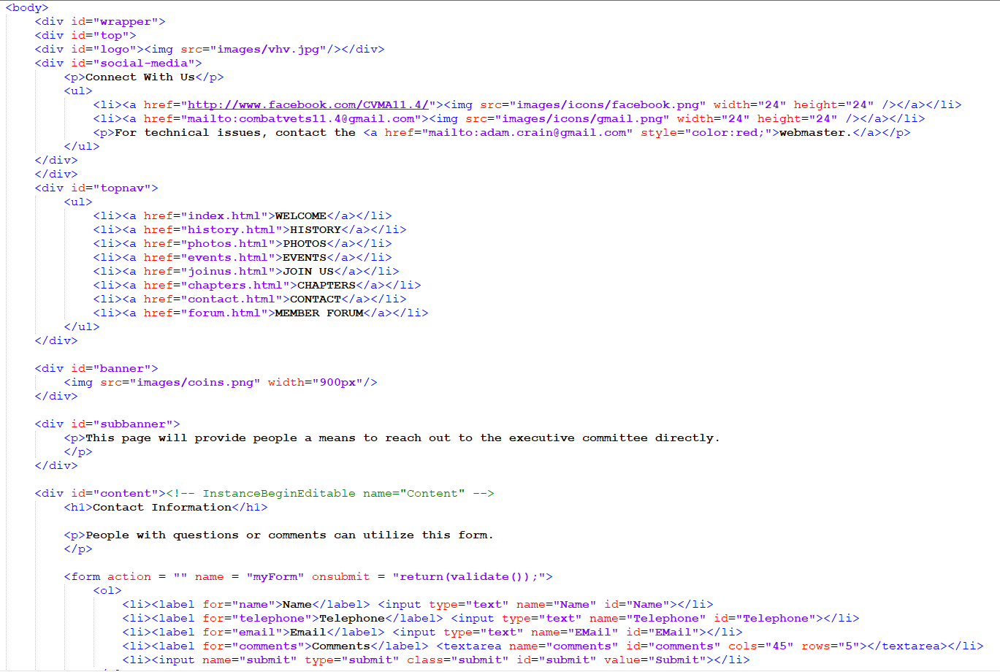 <body>
<div id="wrapper">
<div id="top">
<div id="logo"><img src="images/vhv.jpg"/></div>
<div id="social-media">
<p>Connect With Us</p>
<ul>
<li><a href="http://www.facebook.com/CVMA11.4/"><img src="images/icons/facebook.png" width="24" height="24" /></a></li>
<li><a href="mailto:combatvets11.4@gmail.com"><img src="images/icons/gmail.png" width="24" height="24" /></a></li>
<p>For technical issues, contact the <a href="mailto:adam.crain@gmail.com" style="color:red;">webmaster.</a></p>
</ul>
</div>
</div>
<div id="topnav">
<ul>
<li><a href="index.html">WELCOME</a></li>
<li><a href="history.html">HISTORY</a></li>
<li><a href="photos.html">PHOTOS</a></li>
<li><a href="events.html">EVENTS</a></li>
<li><a href="joinus.html">JOIN US</a></li>
<li><a href="chapters.html">CHAPTERS</a></li>
<li><a href="contact.html">CONTACT</a></li>
<li><a href="forum.html">MEMBER FORUM</a></li>
</ul>
</div>
<div id="banner">
<img src="images/coins.png" width="900px"/>
</div>
<div id="subbanner">
<p>This page will provide people a means to reach out to the executive committee directly.
</p>
</div>
<div id="content"><!-- InstanceBeginEditable name="Content" -->
<h1>Contact Information</h1>
<p>People with questions or comments can utilize this form.
</p>
<form action = "" name = "myForm" onsubmit = "return(validate());">
<ol>
<li><label for="name">Name</label> <input type="text" name="Name" id="Name"></li>
<li><label for="telephone">Telephone</label> <input type="text" name="Telephone" id="Telephone"></li>
<li><label for="email">Email</label> <input type="text" name="EMail" id="EMail"></li>
<li><label for="comments">Comments</label> <textarea name="comments" id="comments" cols="45" rows="5"></textarea></li>
<li><input name="submit" type="submit" class="submit" id="submit" value="Submit"></li>